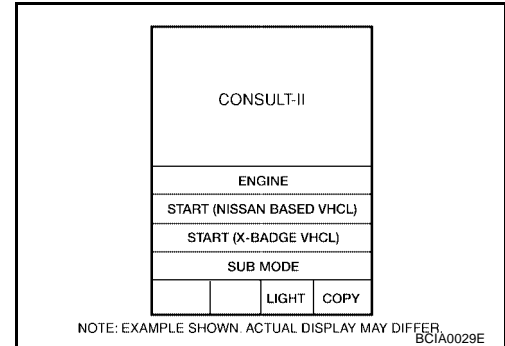 CONSULT-II
ENGINE
START (NISSAN BASED VHCL)
START (X-BADGE VHCL)
SUB MODE
LIGHT COPY
NOTE: EXAMPLE SHOWN. ACTUAL DISPLAY MAY DIFFER.
BCIA0029E